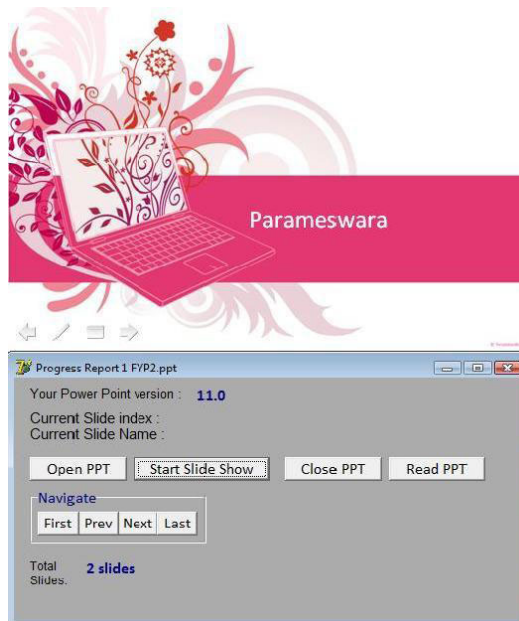 Parameswara
Progress Report 1 FYP2.ppt
Your Power Point version : 11.0
Current Slide index :
Current Slide Name :
Open PPT Start Slide Show Close PPT Read PPT
Navigate
First Prev Next Last
Total Slides. 2 slides